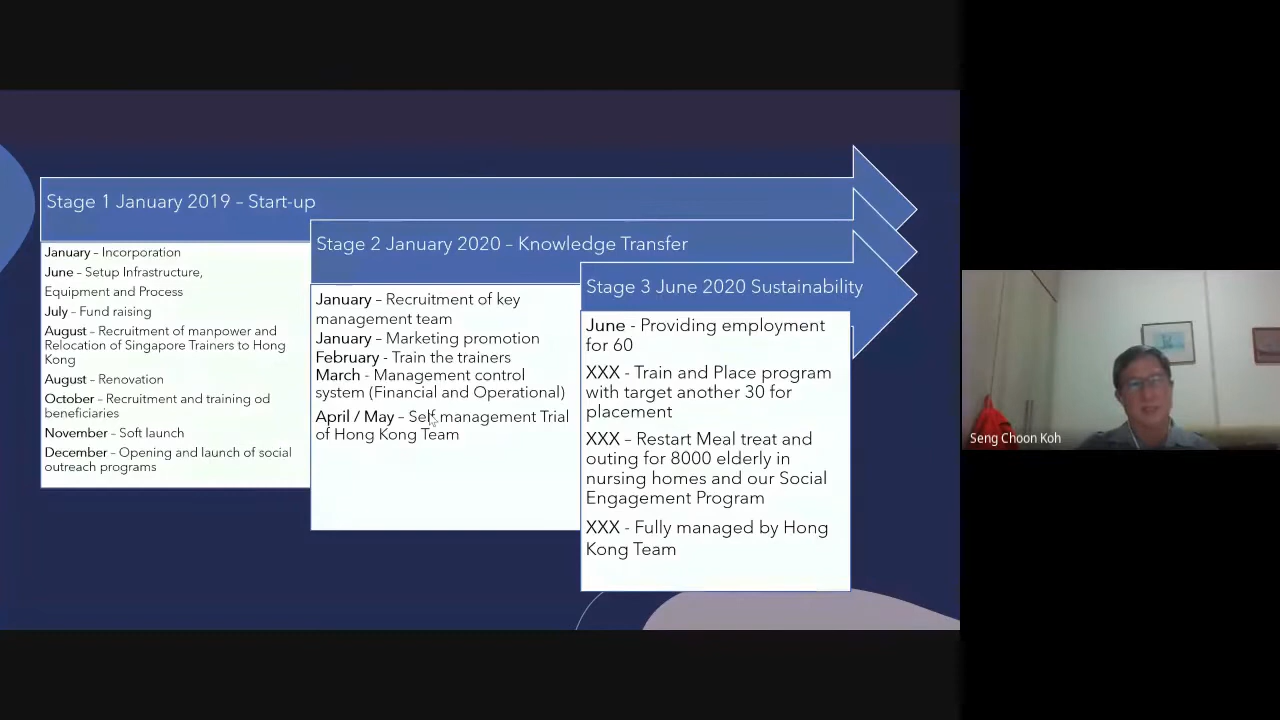 Stage 1 January 2019 – Start-up
January – Incorporation
June – Setup Infrastructure,
Equipment and Process
July – Fund raising
August – Recruitment of manpower and
Relocation of Singapore Trainers to Hong
Kong
August – Renovation
October – Recruitment and training od
beneficiaries
November – Soft launch
December – Opening and launch of social
outreach programs
Stage 2 January 2020 – Knowledge Transfer
January – Recruitment of key
management team
January – Marketing promotion
February - Train the trainers
March - Management control
system (Financial and Operational)
April / May – Self management Trial
of Hong Kong Team
Stage 3 June 2020 Sustainability
June - Providing employment
for 60
XXX - Train and Place program
with target another 30 for
placement
XXX – Restart Meal treat and
outing for 8000 elderly in
nursing homes and our Social
Engagement Program
XXX - Fully managed by Hong
Kong Team
Seng Choon Koh